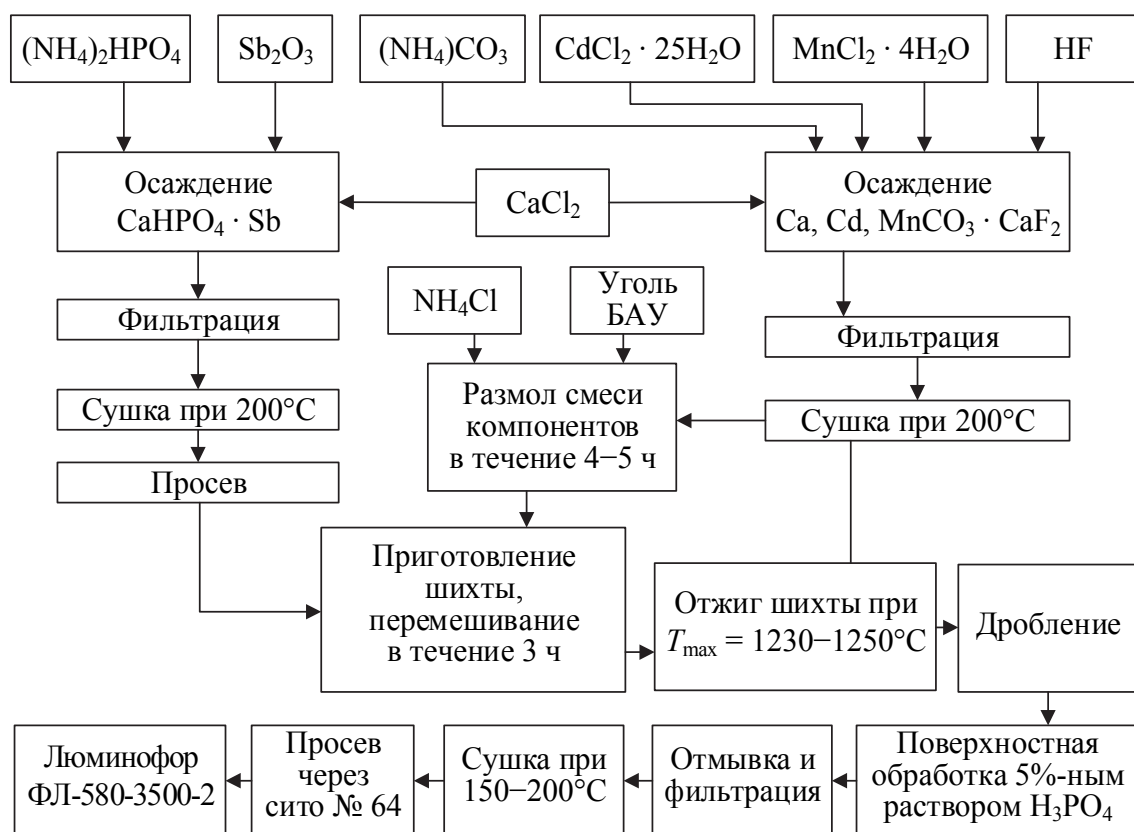 (NH₄)₂HPO₄
Sb₂O₃
(NH₄)CO₃
CdCl₂ · 25H₂O
MnCl₂ · 4H₂O
HF
Осаждение
CaHPO₄ · Sb
CaCl₂
Осаждение
Ca, Cd, MnCO₃ · CaF₂
Фильтрация
NH₄Cl
Уголь
БАУ
Фильтрация
Сушка при 200°С
Размол смеси
компонентов
в течение 4−5 ч
Сушка при 200°С
Просев
Приготовление
шихты,
перемешивание
в течение 3 ч
Отжиг шихты при
Tmax = 1230−1250°С
Дробление
Люминофор
ФЛ-580-3500-2
Просев
через
сито № 64
Сушка при
150−200°С
Отмывка и
фильтрация
Поверхностная
обработка 5%-ным
раствором H₃PO₄